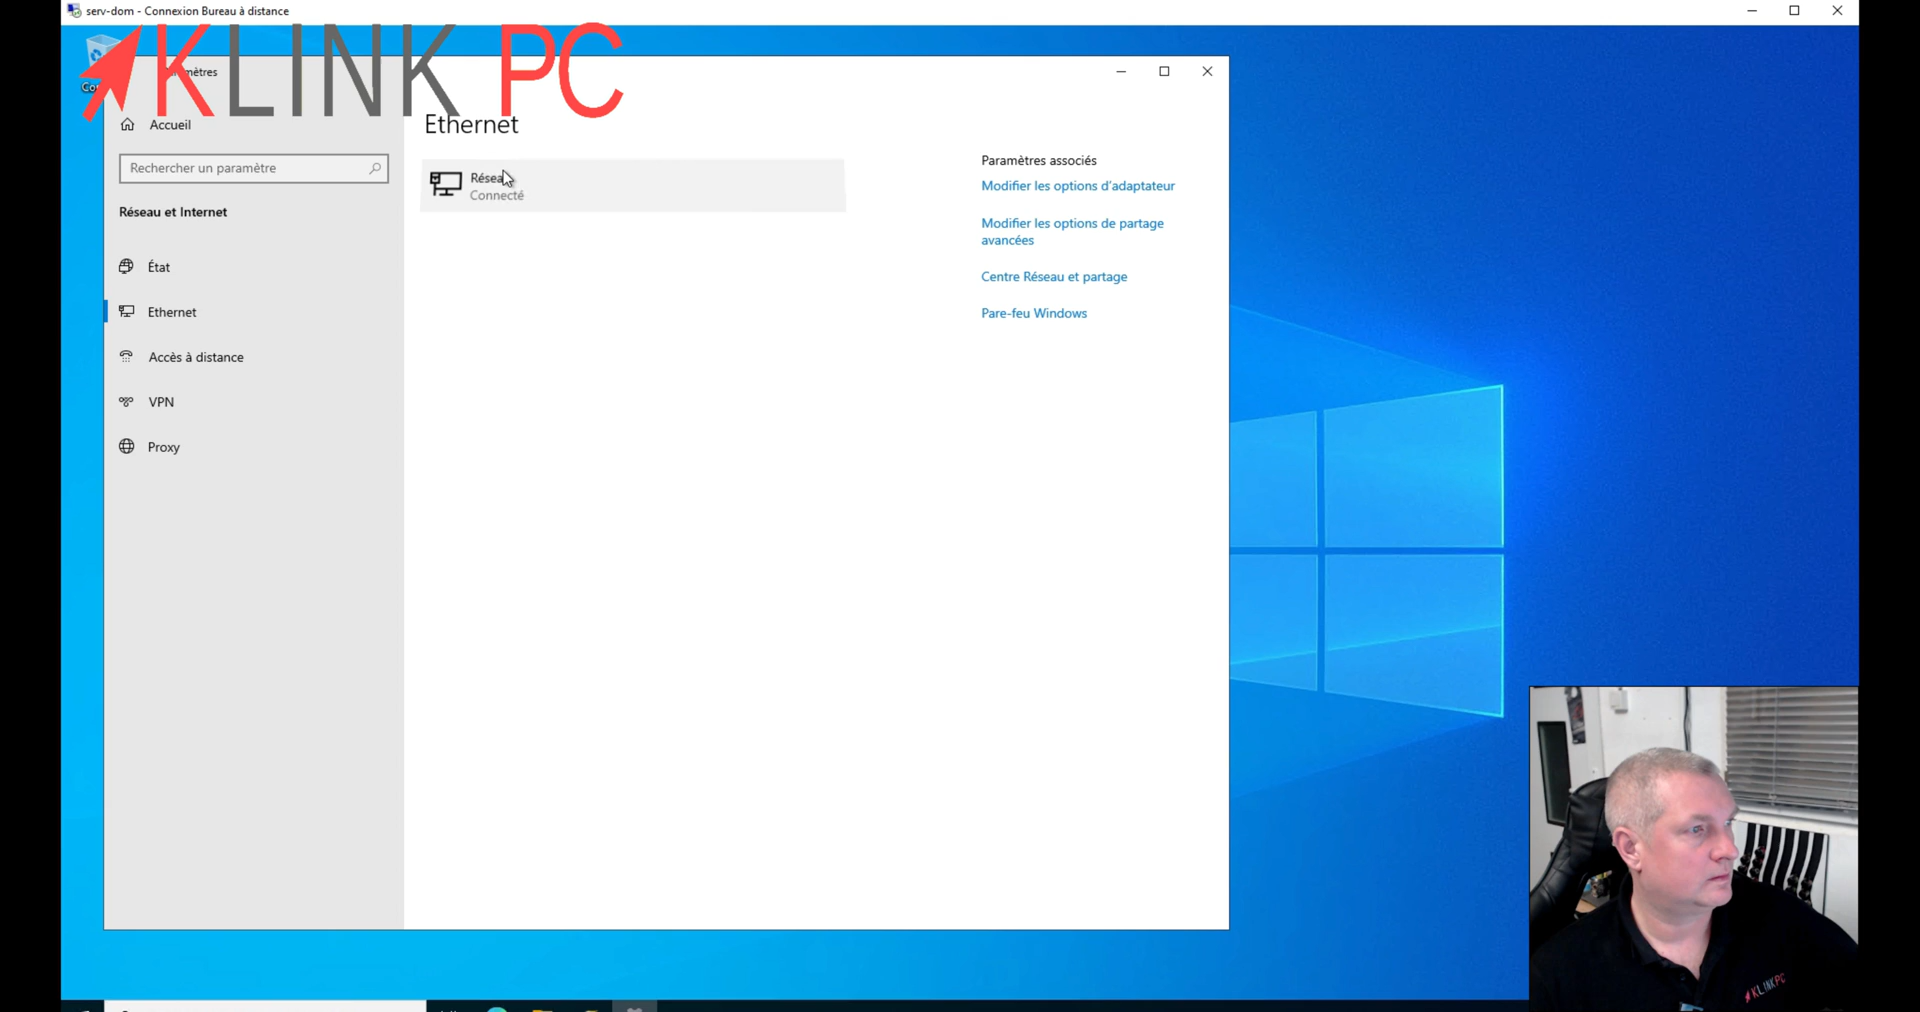 serv-dom - Connexion Bureau à distance
KLINK PC
mètres
Accueil
Rechercher un paramètre
Réseau et Internet
État
Ethernet
Accès à distance
VPN
Proxy
Ethernet
Résea
Connecté
Paramètres associés
Modifier les options d'adaptateur
Modifier les options de partage
avancées
Centre Réseau et partage
Pare-feu Windows
KLINKPC